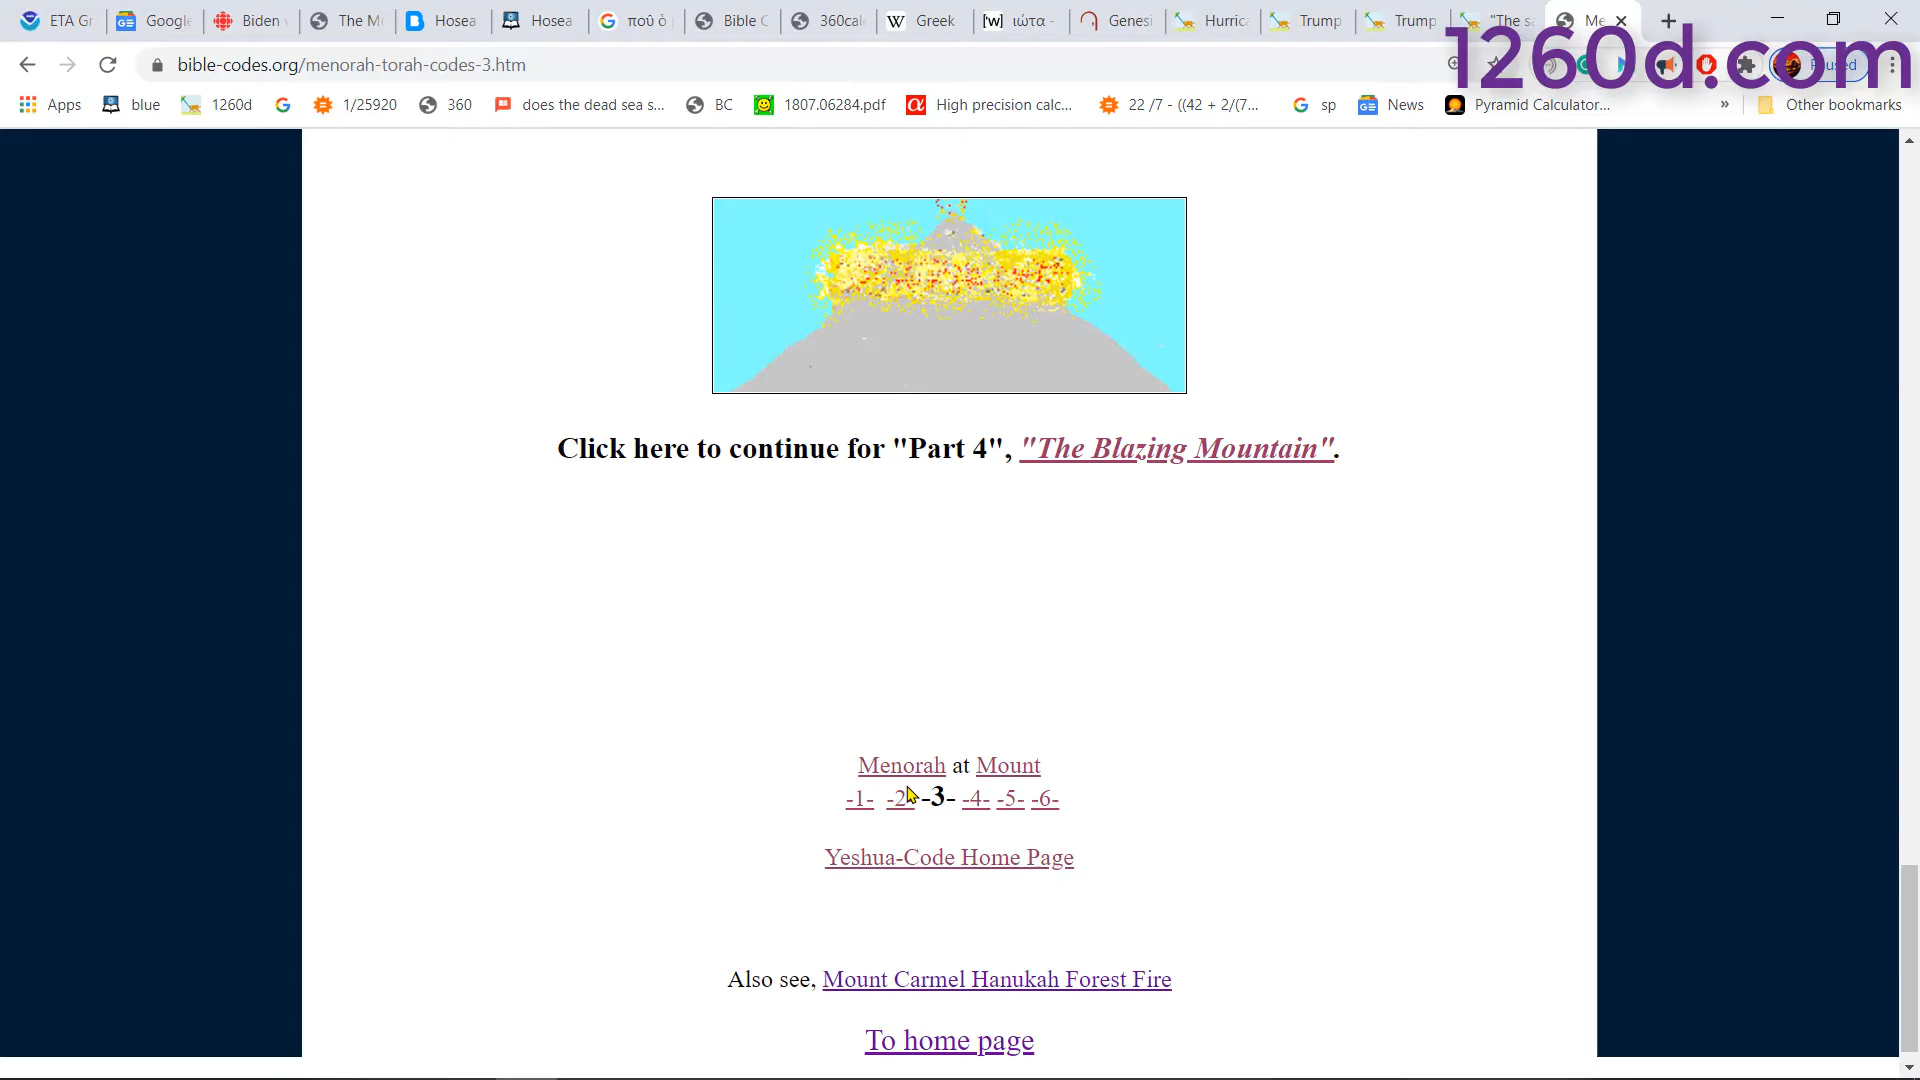 ETA Gr
Google
Biden
The M
Hosea
Hosea
ποὺ ὁ
Bible C
360cal
Greek
ἰῶτα -
Genesi
Hurric
Trump
Trump
"The sa
Me
1260d.com
bible-codes.org/menorah-torah-codes-3.htm
Paused
Apps
blue
1260d
1/25920
360
does the dead sea s...
BC
1807.06284.pdf
High precision calc...
22 /7 - ((42 + 2/(7...
sp
News
Pyramid Calculator...
»
Other bookmarks
Click here to continue for "Part 4", "The Blazing Mountain".
Menorah at Mount
-1- -2- -3- -4- -5- -6-
Yeshua-Code Home Page
Also see, Mount Carmel Hanukah Forest Fire
To home page